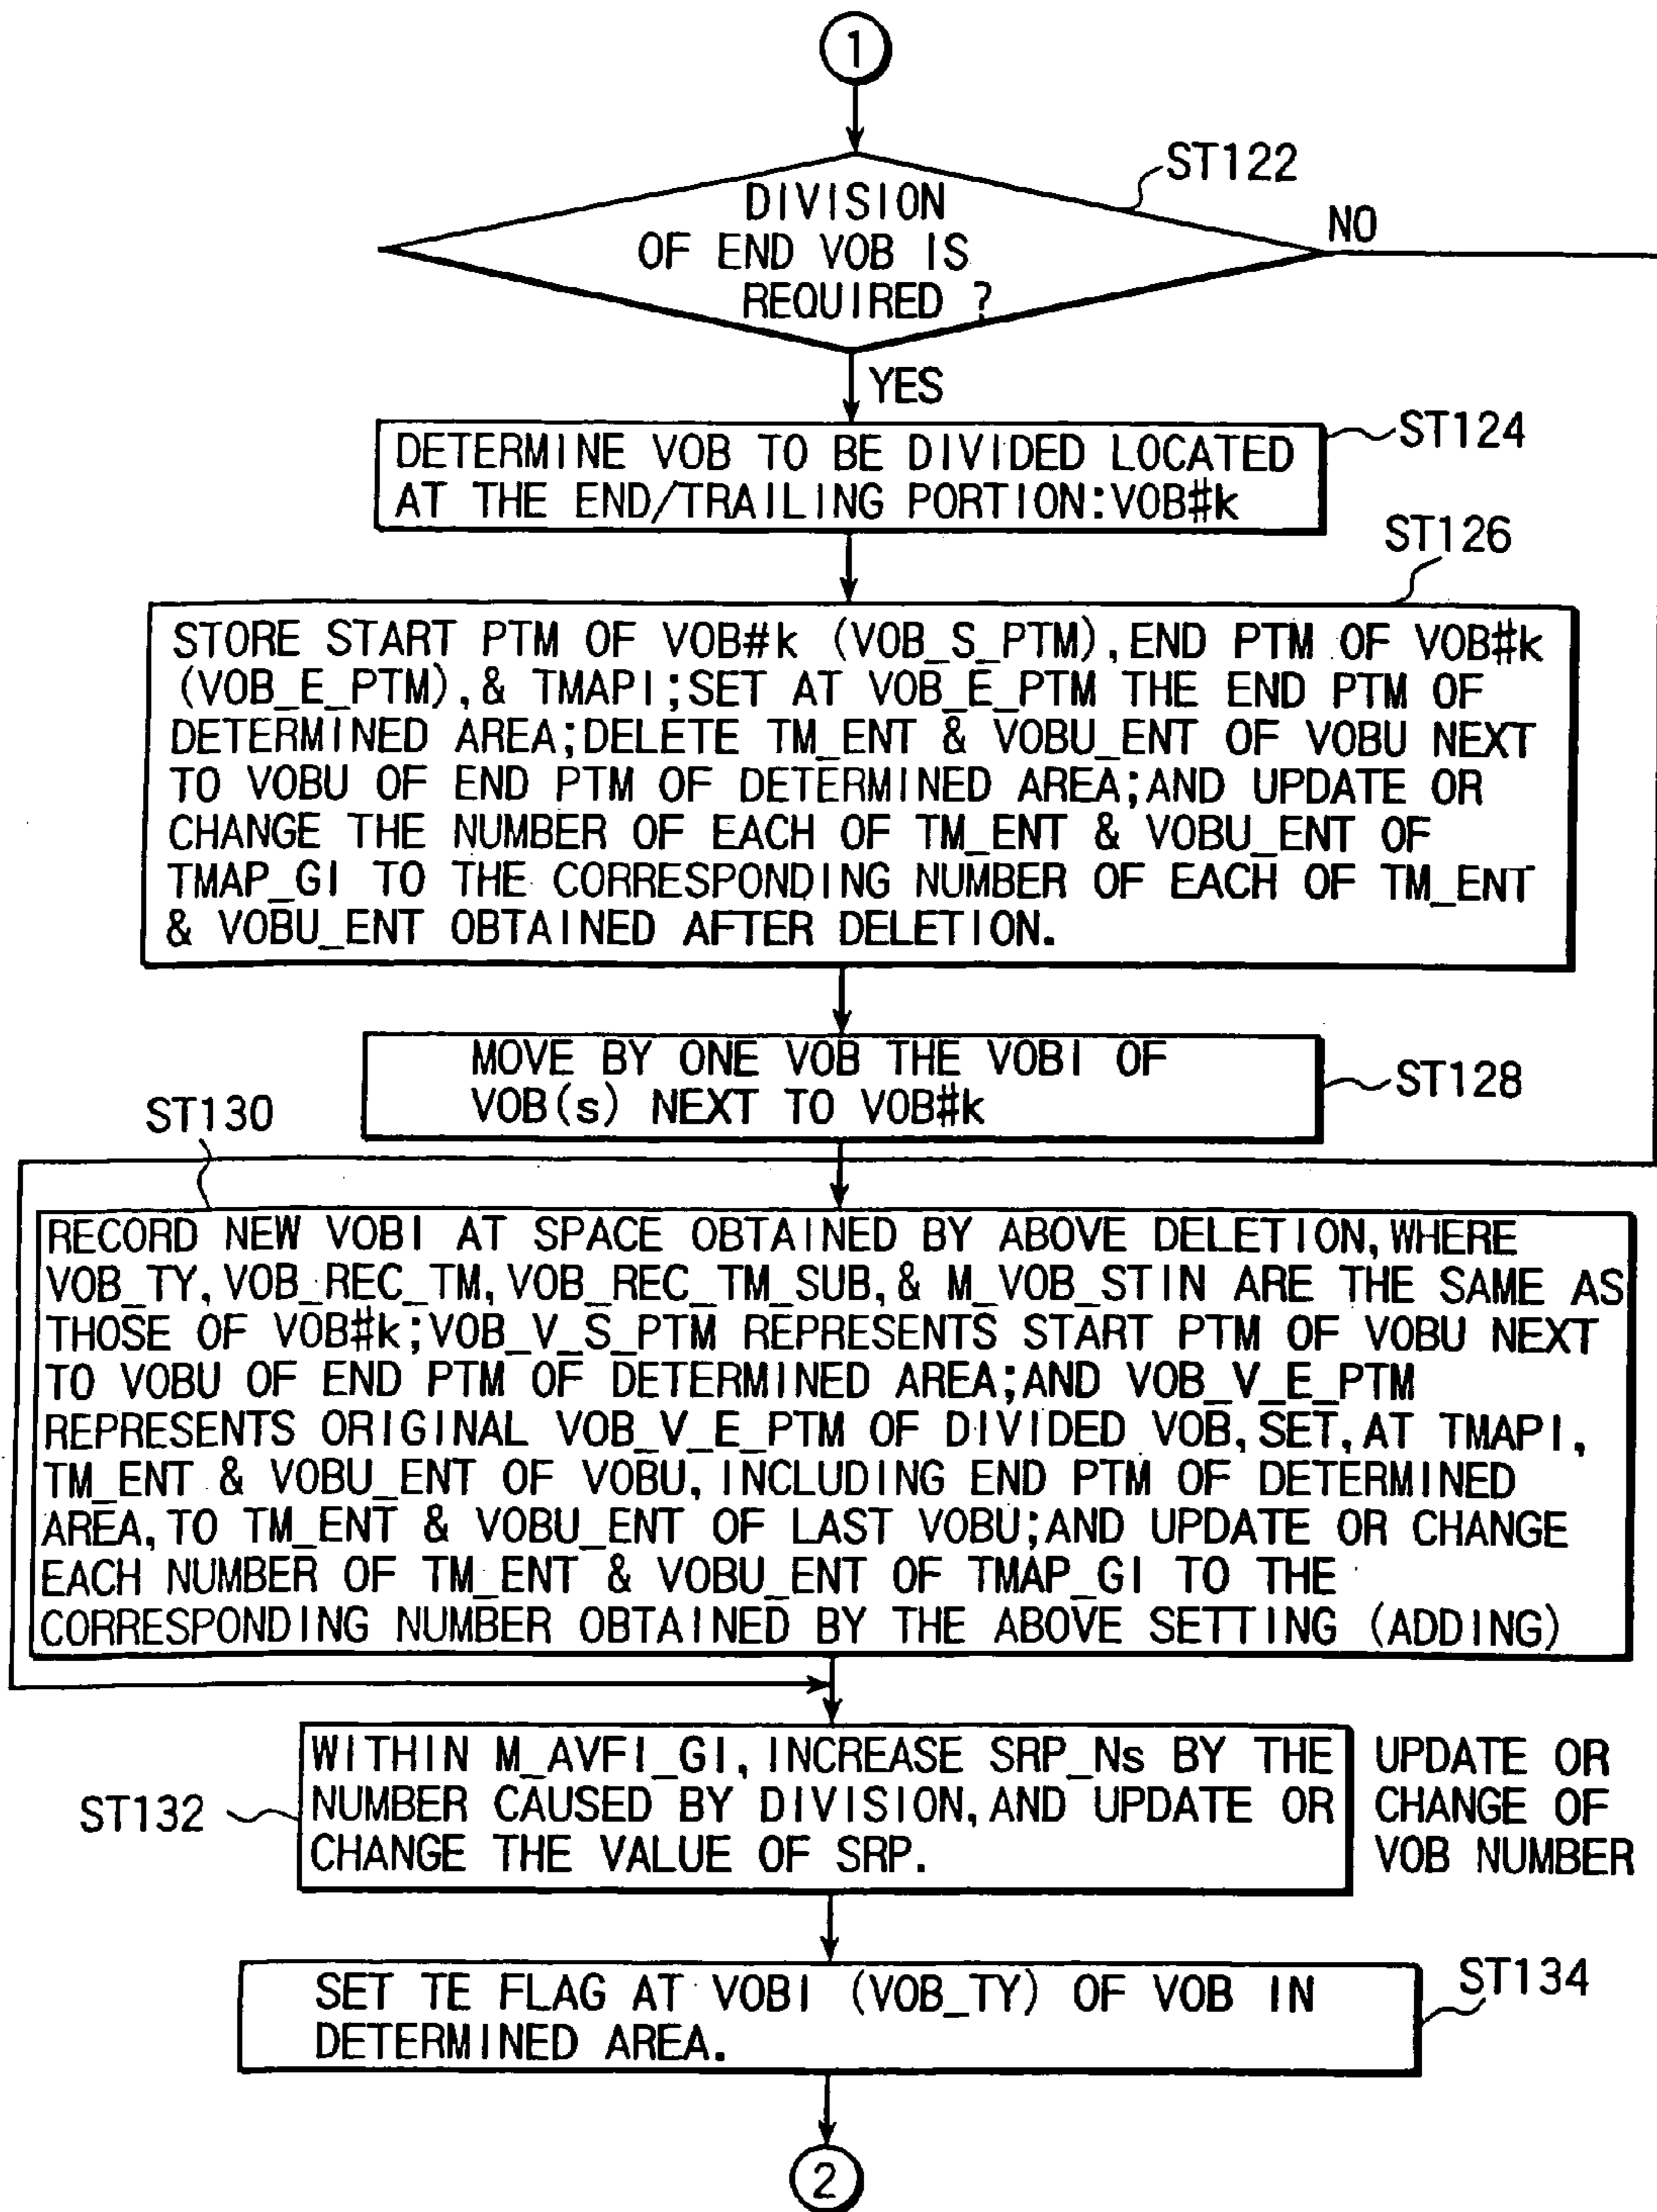 1
ST122
DIVISION
OF END VOB IS
REQUIRED ?
NO
YES
ST124
DETERMINE VOB TO BE DIVIDED LOCATED
AT THE END/TRAILING PORTION:VOB#k
ST126
STORE START PTM OF VOB#k (VOB_S_PTM),END PTM OF VOB#k
(VOB_E_PTM),& TMAPI;SET AT VOB_E_PTM THE END PTM OF
DETERMINED AREA;DELETE TM_ENT & VOBU_ENT OF VOBU NEXT
TO VOBU OF END PTM OF DETERMINED AREA;AND UPDATE OR
CHANGE THE NUMBER OF EACH OF TM_ENT & VOBU_ENT OF
TMAP_GI TO THE CORRESPONDING NUMBER OF EACH OF TM_ENT
& VOBU_ENT OBTAINED AFTER DELETION.
MOVE BY ONE VOB THE VOBI OF
VOB(s) NEXT TO VOB#k
ST128
ST130
RECORD NEW VOBI AT SPACE OBTAINED BY ABOVE DELETION,WHERE
VOB_TY,VOB_REC_TM,VOB_REC_TM_SUB,& M_VOB_STIN ARE THE SAME AS
THOSE OF VOB#k;VOB_V_S_PTM REPRESENTS START PTM OF VOBU NEXT
TO VOBU OF END PTM OF DETERMINED AREA;AND VOB_V_E_PTM
REPRESENTS ORIGINAL VOB_V_E_PTM OF DIVIDED VOB,SET,AT TMAPI,
TM_ENT & VOBU_ENT OF VOBU,INCLUDING END PTM OF DETERMINED
AREA,TO TM_ENT & VOBU_ENT OF LAST VOBU;AND UPDATE OR CHANGE
EACH NUMBER OF TM_ENT & VOBU_ENT OF TMAP_GI TO THE
CORRESPONDING NUMBER OBTAINED BY THE ABOVE SETTING (ADDING)
ST132
WITHIN M_AVFI_GI,INCREASE SRP_Ns BY THE
NUMBER CAUSED BY DIVISION,AND UPDATE OR
CHANGE THE VALUE OF SRP.
UPDATE OR
CHANGE OF
VOB NUMBER
ST134
SET TE FLAG AT VOBI (VOB_TY) OF VOB IN
DETERMINED AREA.
2